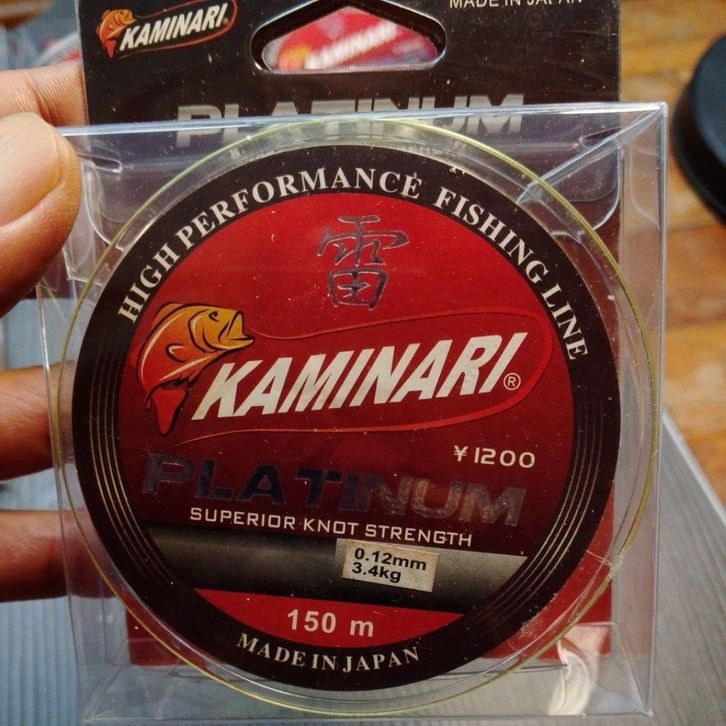 KAMINARI
MADE IN JAPAN
PLATINUM
HIGH PERFORMANCE FISHING LINE
雷
KAMINARI®
¥1200
PLATINUM
SUPERIOR KNOT STRENGTH
0.12mm
3.4kg
150 m
MADE IN JAPAN